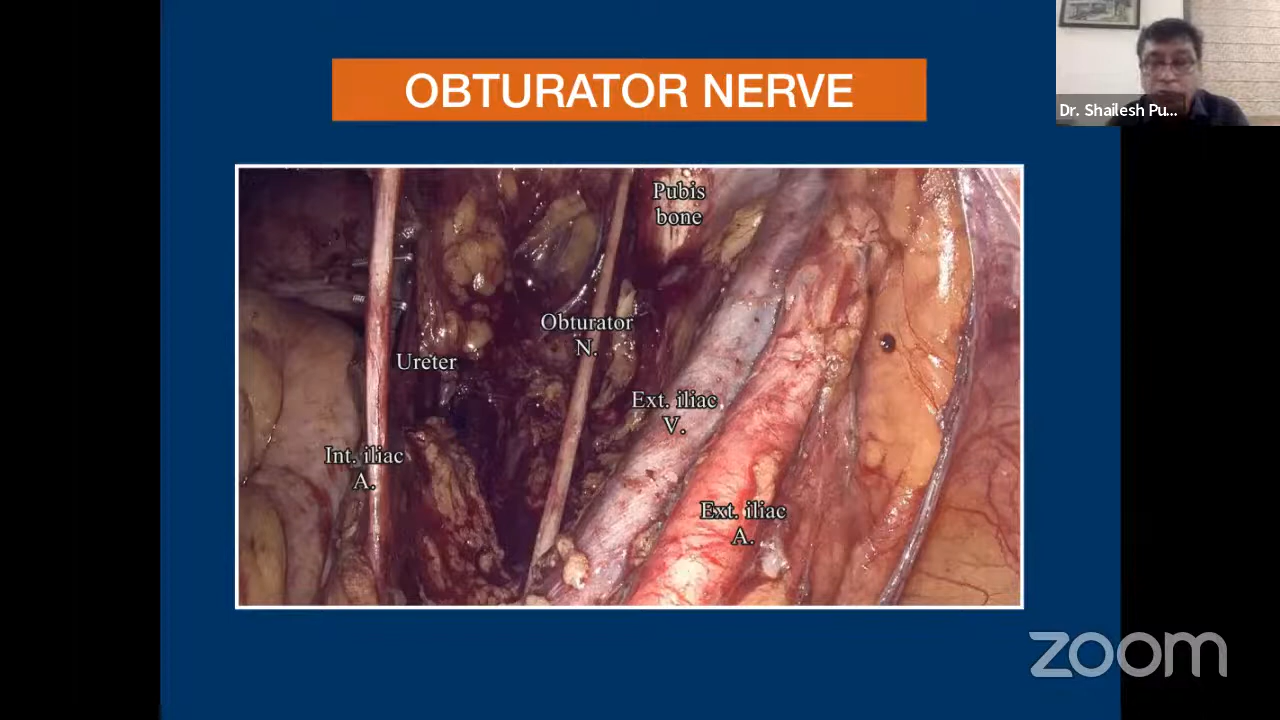 OBTURATOR NERVE
Dr. Shailesh Pu...
Pubis
bone
Obturator
N.
Ureter
Ext. iliac
V.
Int. iliac
A.
Ext. iliac
A.
zoom